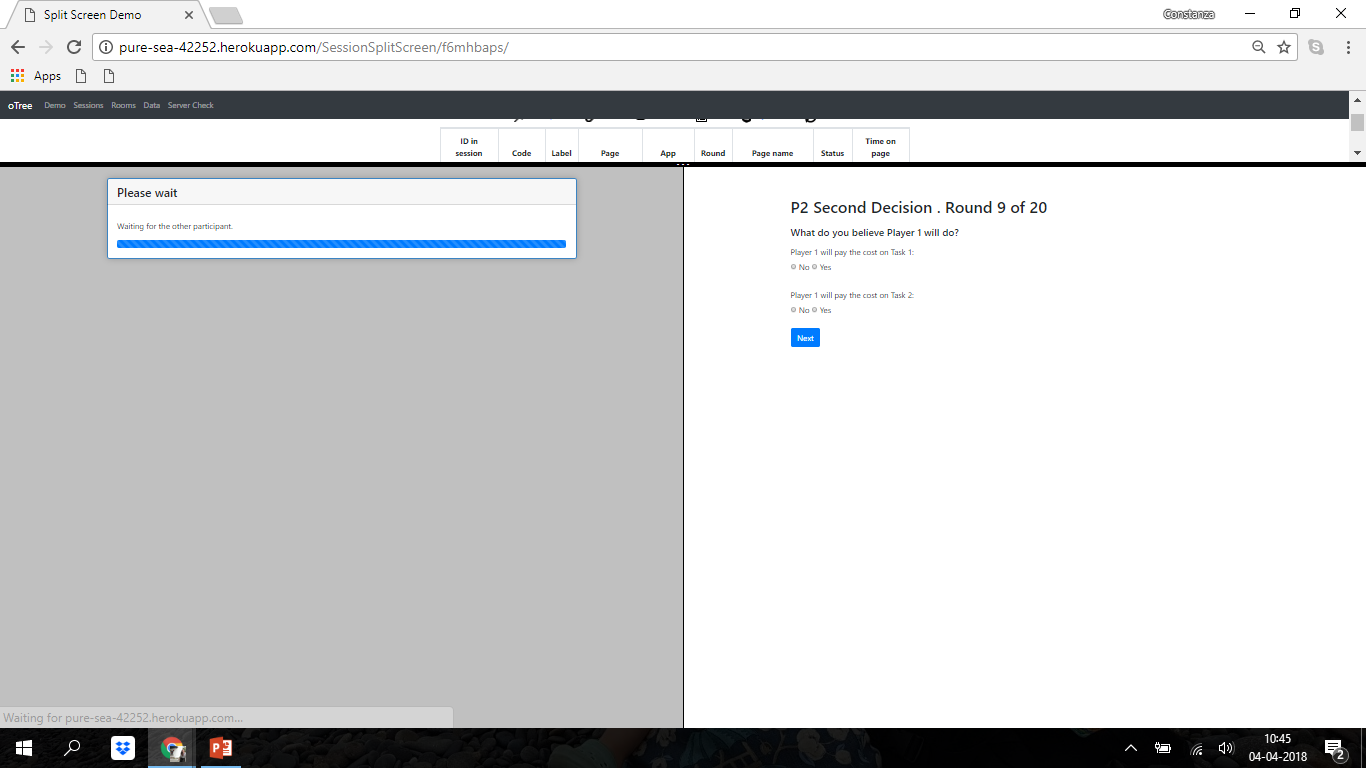 Split Screen Demo
Constanza
pure-sea-42252.herokuapp.com/SessionSplitScreen/f6mhbaps/
Apps
oTree Demo Sessions Rooms Data Server Check
ID in session Code Label Page App Round Page name Status Time on page
Please wait
Waiting for the other participant.
P2 Second Decision . Round 9 of 20
What do you believe Player 1 will do?
Player 1 will pay the cost on Task 1:
No Yes
Player 1 will pay the cost on Task 2:
No Yes
Next
Waiting for pure-sea-42252.herokuapp.com...
10:45
04-04-2018
2